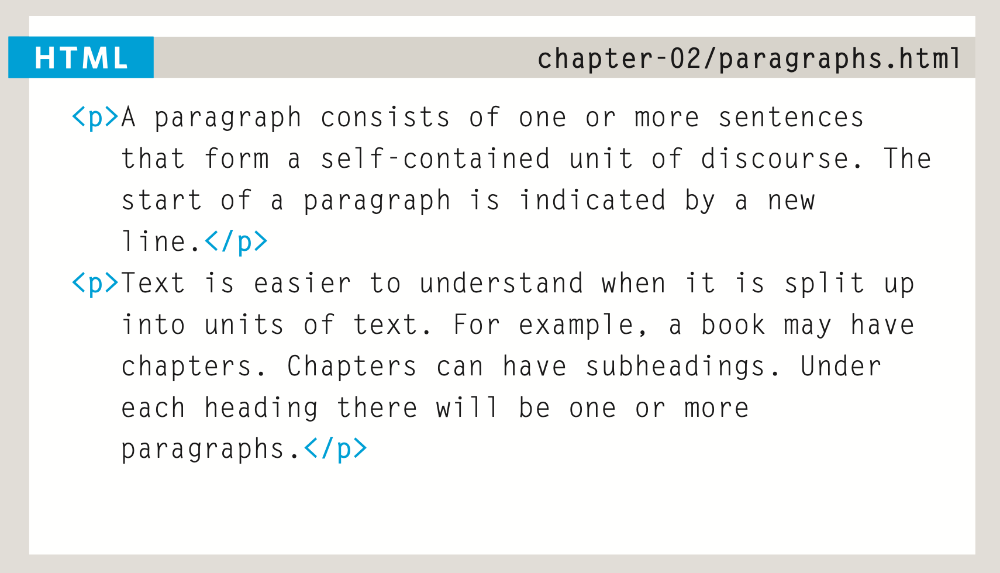 HTML
chapter-02/paragraphs.html
<p>A paragraph consists of one or more sentences
that form a self-contained unit of discourse. The
start of a paragraph is indicated by a new
line.</p>
<p>Text is easier to understand when it is split up
into units of text. For example, a book may have
chapters. Chapters can have subheadings. Under
each heading there will be one or more
paragraphs.</p>